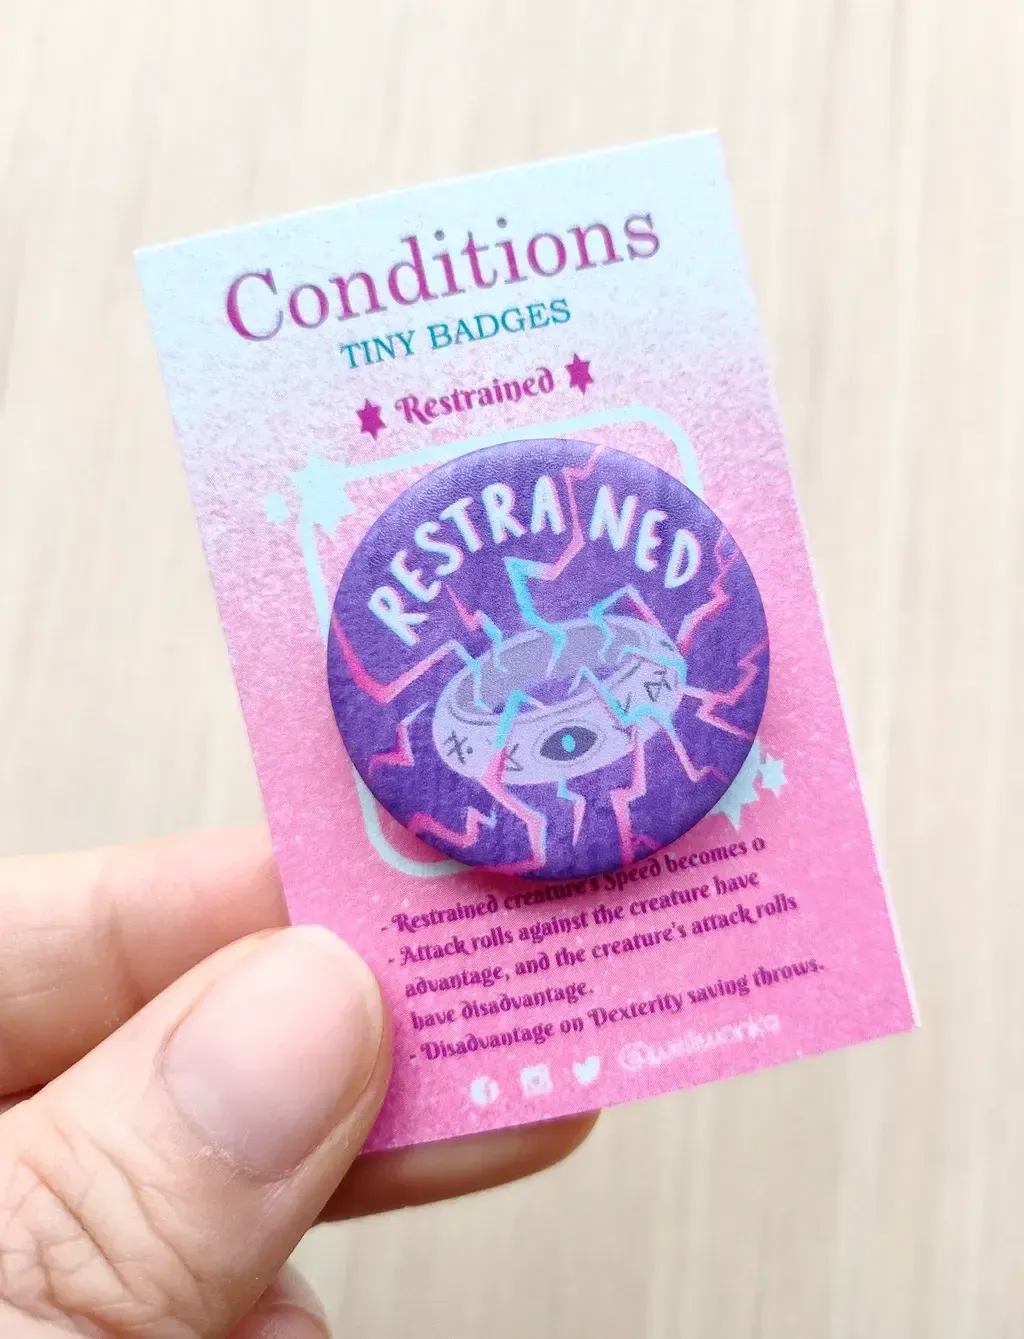 Conditions
TINY BADGES
Restrained
RESTRAINED
- Restrained creature's Speed becomes 0
- Attack rolls against the creature have
advantage, and the creature's attack rolls
have disadvantage.
- Disadvantage on Dexterity saving throws.